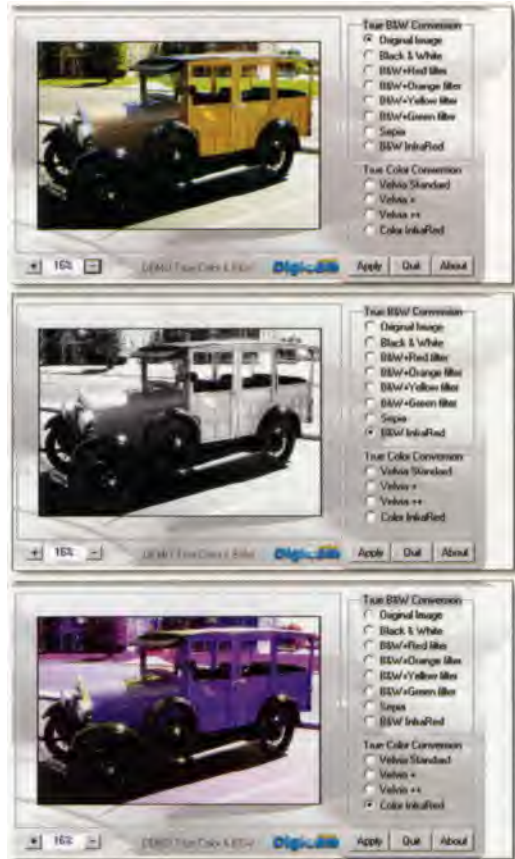 True B&W Conversion
Original Image
Black & White
B&W+Red filter
B&W+Orange filter
B&W+Yellow filter
B&W+Green filter
Sepia
B&W InfraRed
True Color Conversion
Velvia Standard
Velvia +
Velvia ++
Color InfraRed
+ 16% -
Apply Quit About
True B&W Conversion
Original Image
Black & White
B&W+Red filter
B&W+Orange filter
B&W+Yellow filter
B&W+Green filter
Sepia
B&W InfraRed
True Color Conversion
Velvia Standard
Velvia +
Velvia ++
Color InfraRed
+ 16% -
Apply Quit About
True B&W Conversion
Original Image
Black & White
B&W+Red filter
B&W+Orange filter
B&W+Yellow filter
B&W+Green filter
Sepia
B&W InfraRed
True Color Conversion
Velvia Standard
Velvia +
Velvia ++
Color InfraRed
+ 16% -
Apply Quit About